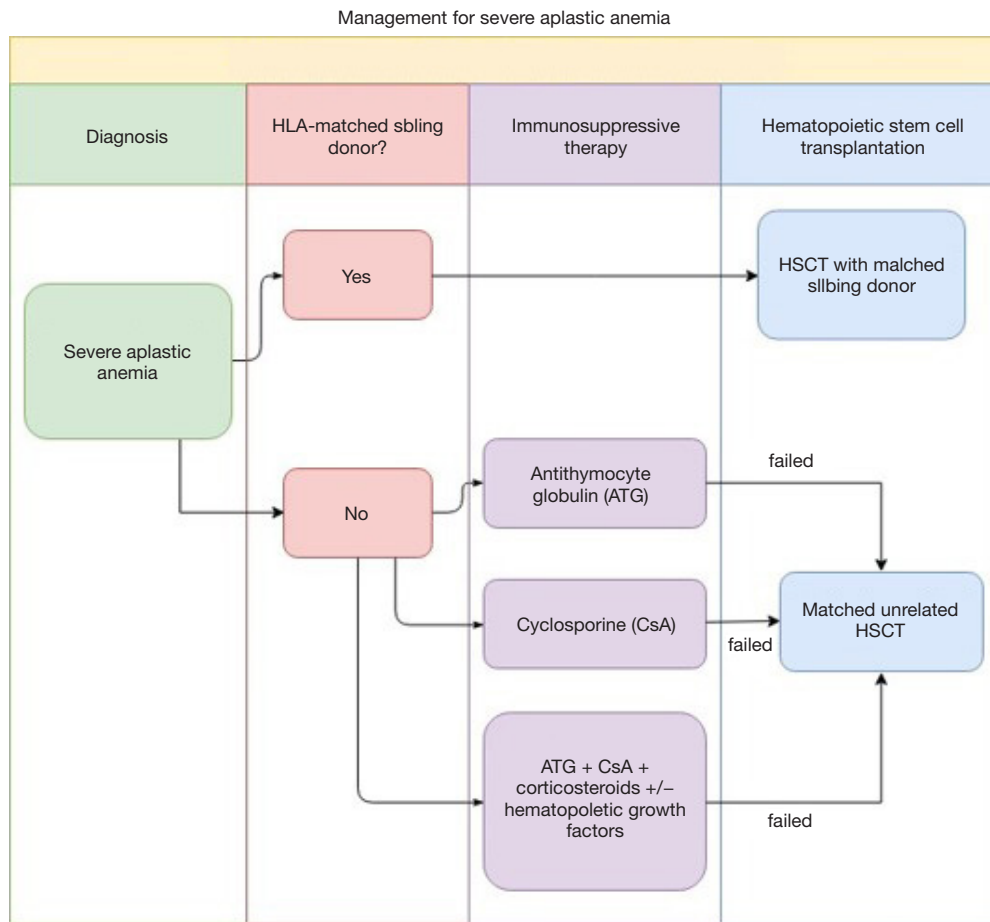 Management for severe aplastic anemia
Diagnosis
HLA-matched sbling
donor?
Immunosuppressive
therapy
Hematopoietic stem cell
transplantation
Yes
HSCT with malched
sllbing donor
Severe aplastic
anemia
No
Antithymocyte
globulin (ATG)
failed
Cyclosporine (CsA)
failed
Matched unrelated
HSCT
ATG + CsA +
corticosteroids +/−
hematopoletic growth
factors
failed